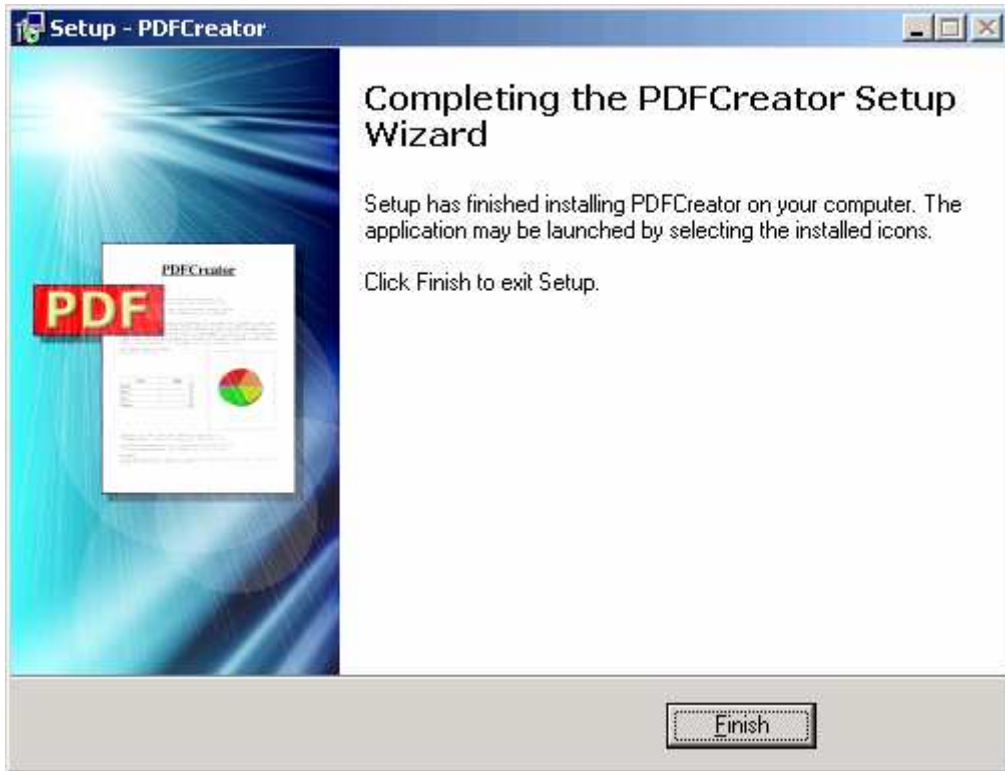 Setup - PDFCreator
Completing the PDFCreator Setup
Wizard
Setup has finished installing PDFCreator on your computer. The
application may be launched by selecting the installed icons.
Click Finish to exit Setup.
PDFCreator
PDF
Finish